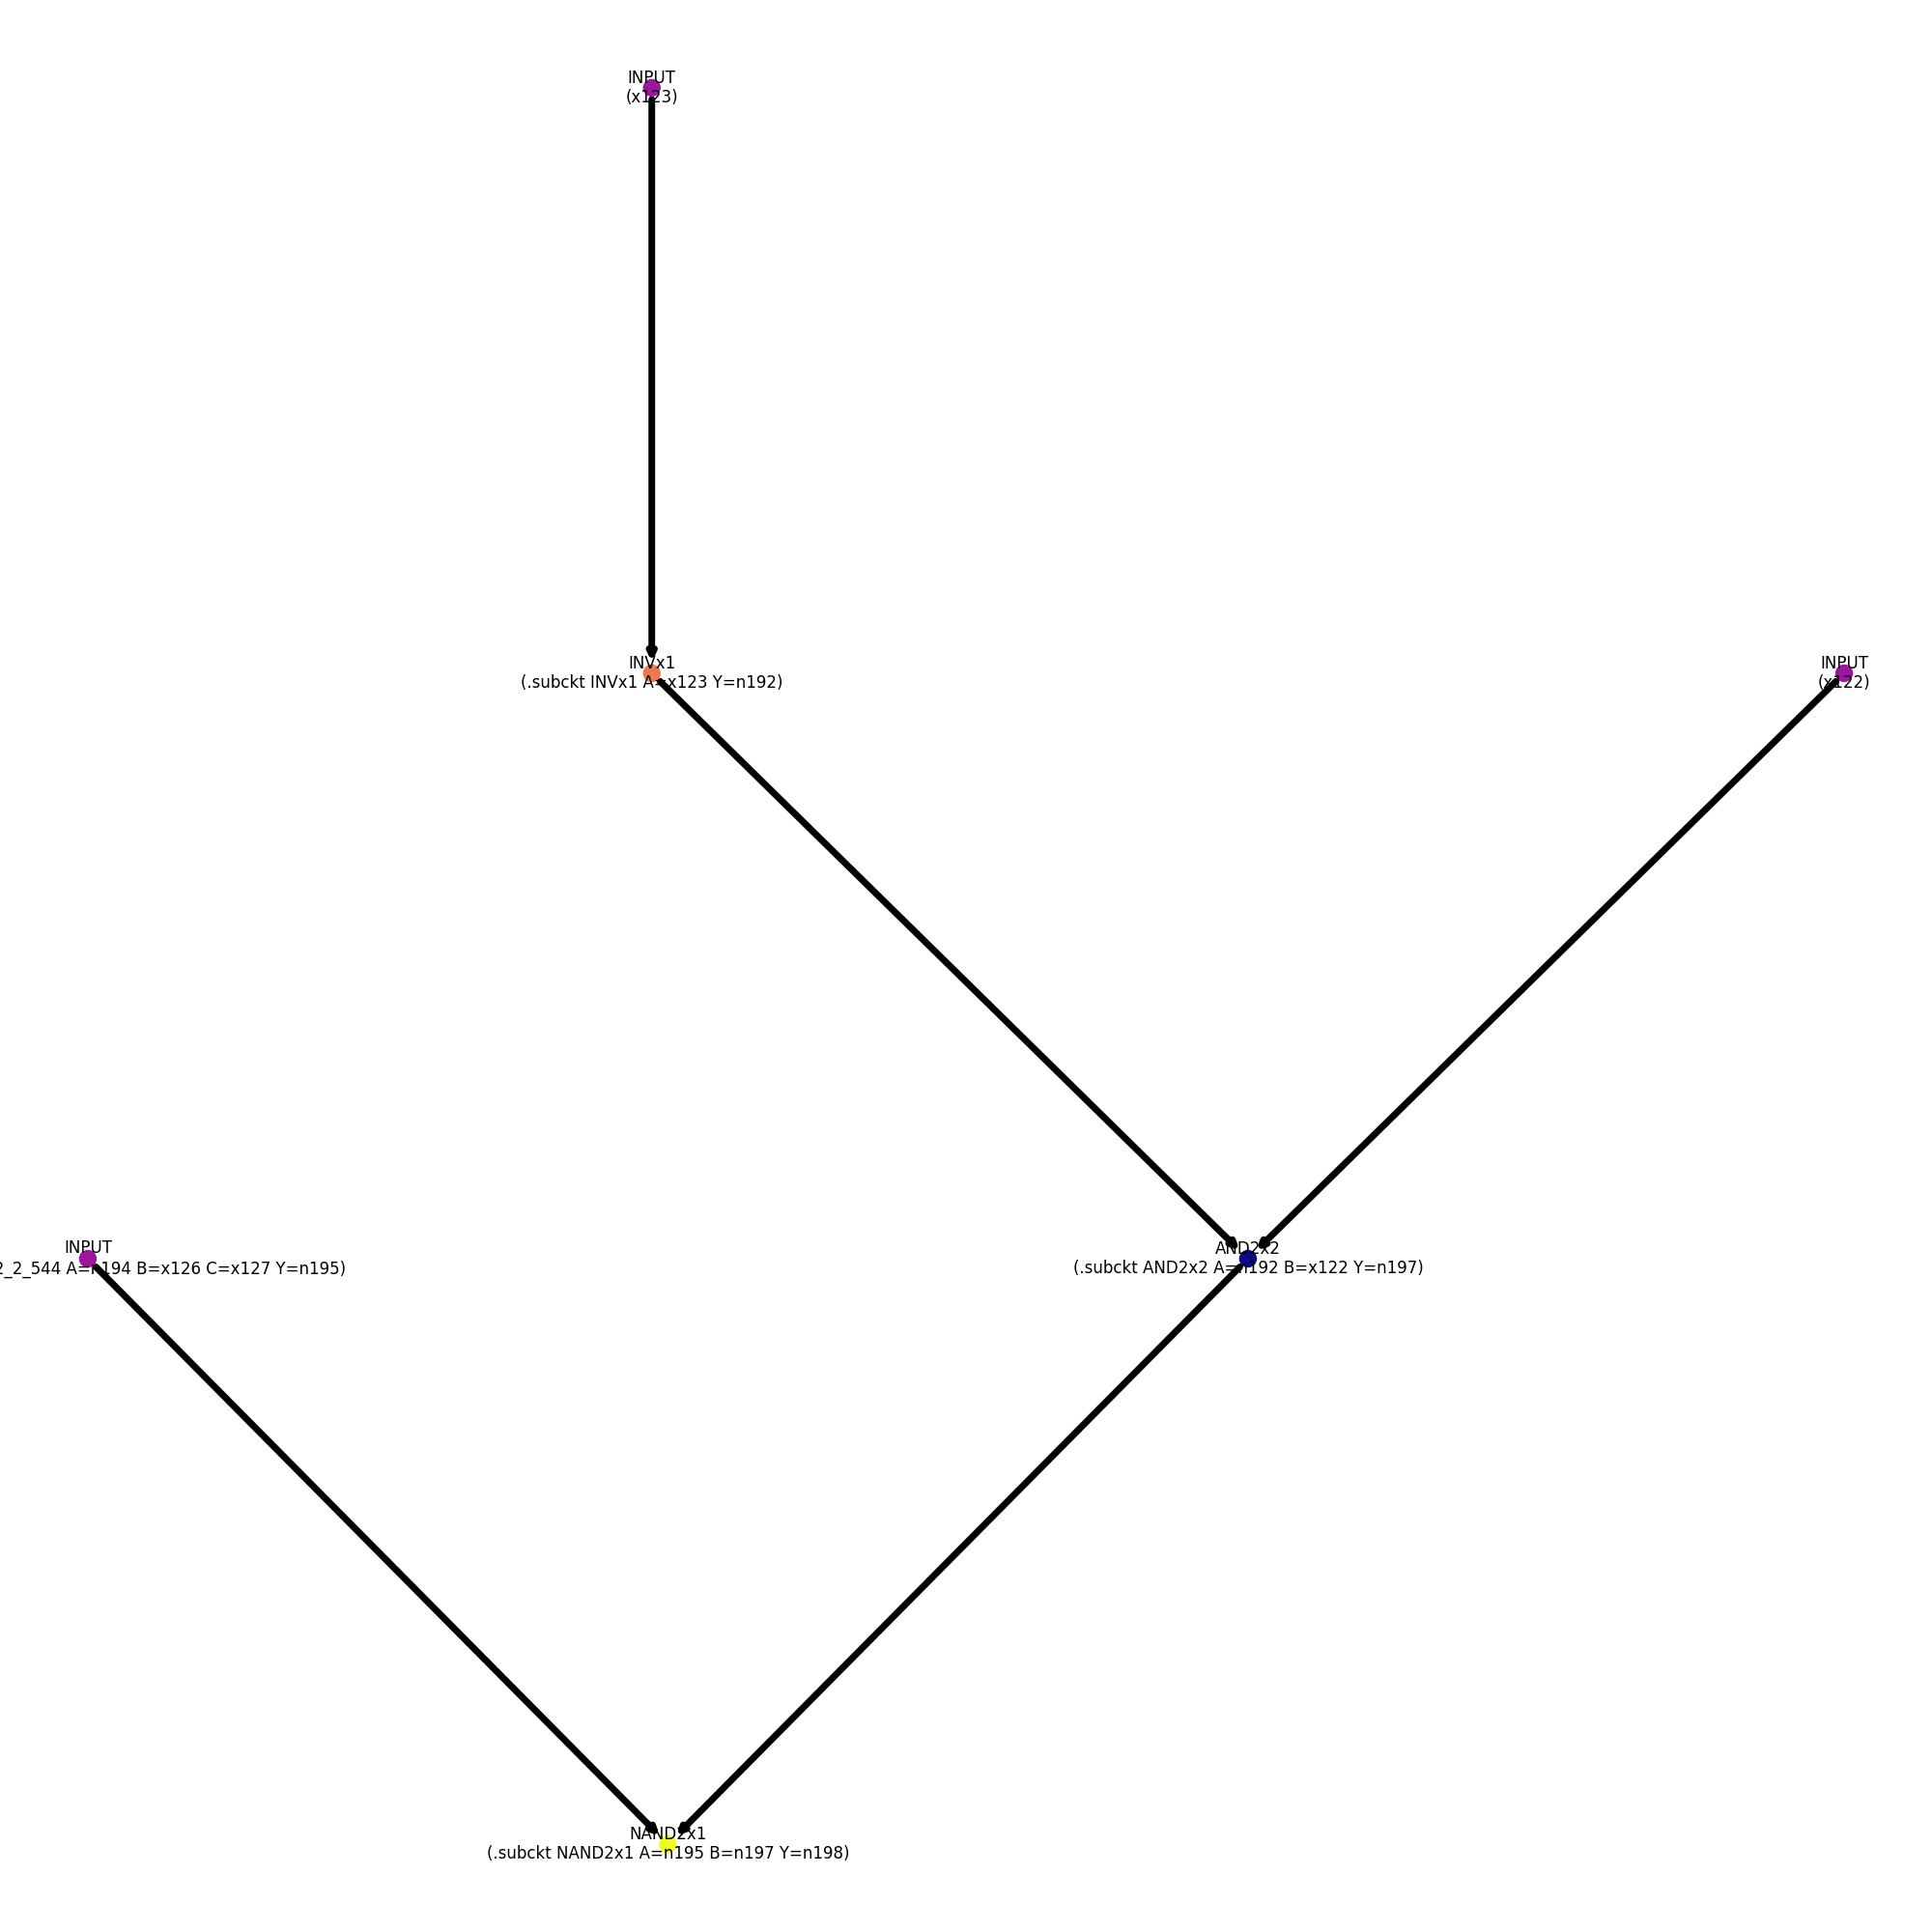 INPUT
(x123)
INVx1
(.subckt INVx1 A=x123 Y=n192)
INPUT
(x122)
INPUT
2_2_544 A=n194 B=x126 C=x127 Y=n195)
AND2x2
(.subckt AND2x2 A=n192 B=x122 Y=n197)
NAND2x1
(.subckt NAND2x1 A=n195 B=n197 Y=n198)